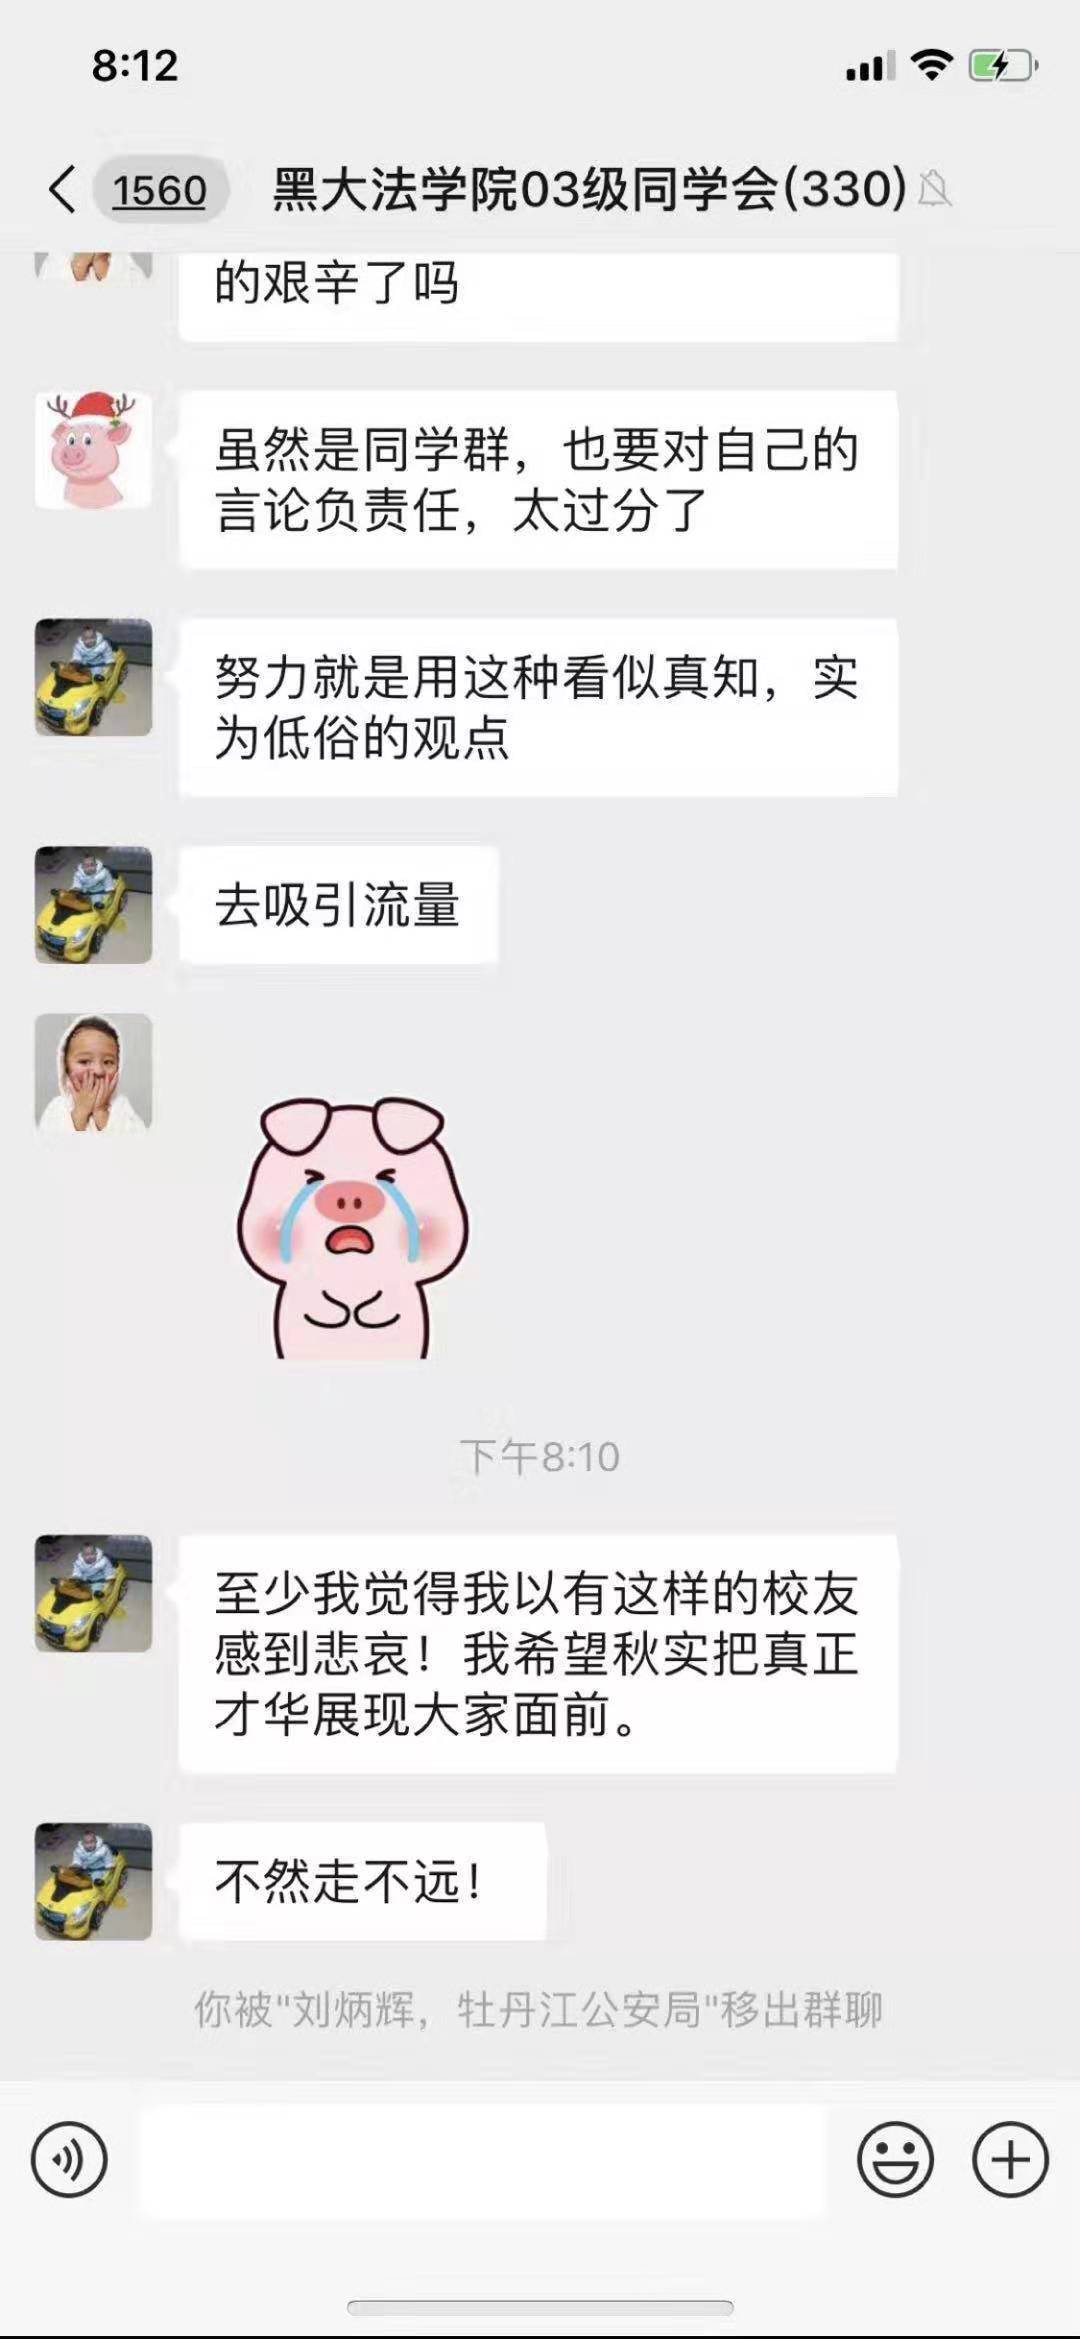 8:12
1560
黑大法学院03级同学会(330)
的艰辛了吗
虽然是同学群，也要对自己的
言论负责任，太过分了
努力就是用这种看似真知，实
为低俗的观点
去吸引流量
下午8:10
至少我觉得我以有这样的校友
感到悲哀！我希望秋实把真正
才华展现大家面前。
不然走不远！
你被"刘炳辉，牡丹江公安局"移出群聊